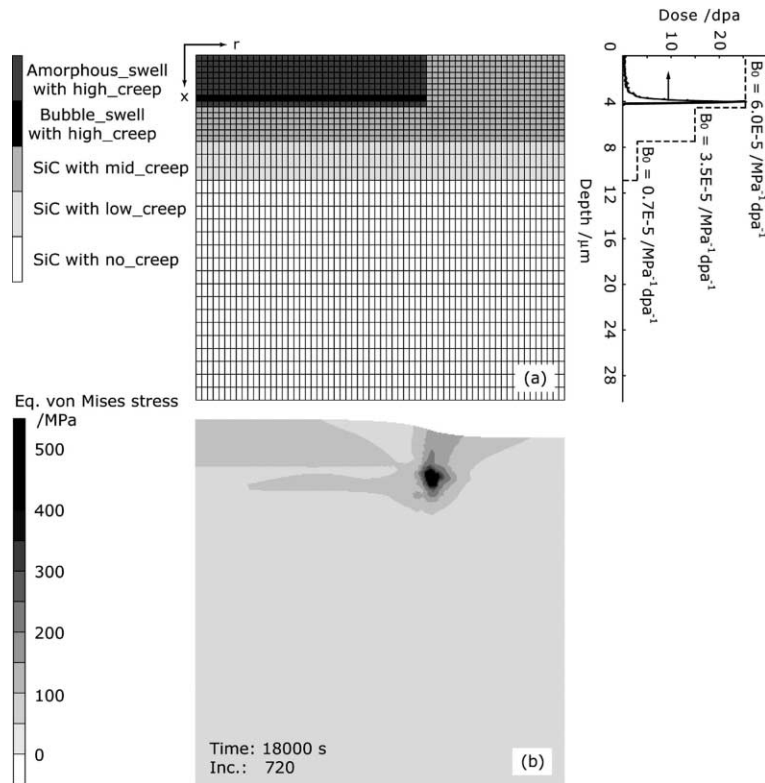 r
x
Amorphous_swell
with high_creep
Bubble_swell
with high_creep
SiC with mid_creep
SiC with low_creep
SiC with no_creep
(a)
Dose /dpa
0 10 20
0
4
8
12
16
20
24
28
Depth /μm
B₀ = 6.0E-5 /MPa⁻¹dpa⁻¹
B₀ = 3.5E-5 /MPa⁻¹dpa⁻¹
B₀ = 0.7E-5 /MPa⁻¹dpa⁻¹
Eq. von Mises stress
/MPa
500
400
300
200
100
0
Time: 18000 s
Inc.: 720
(b)